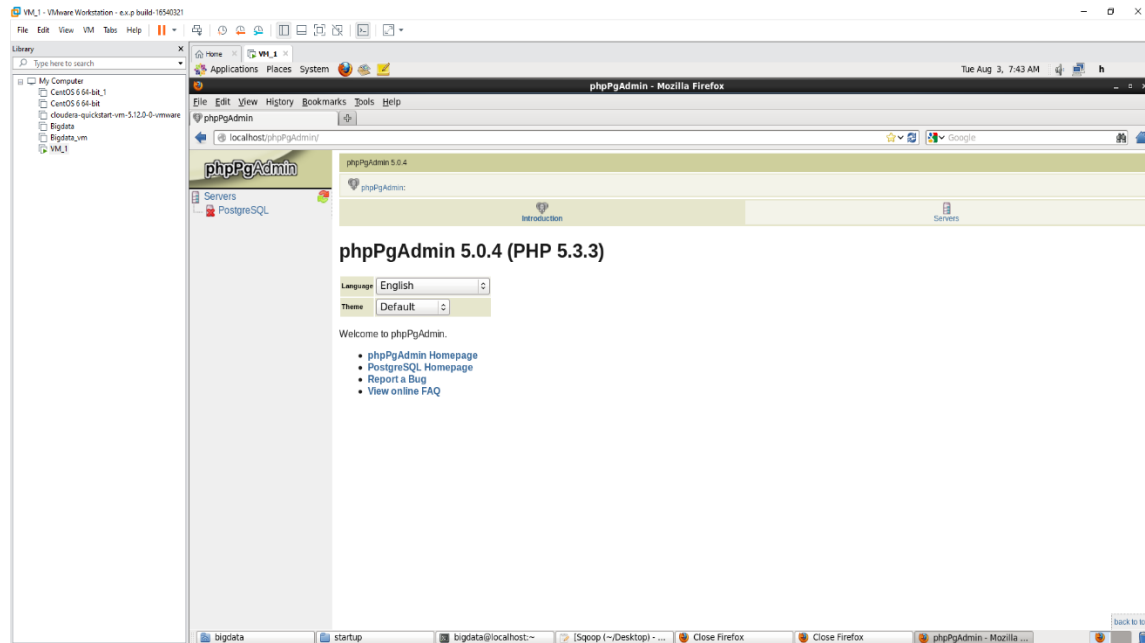 VM_1 - VMware Workstation - e.x.p build-16540321
File Edit View VM Tabs Help
Library
Type here to search
My Computer
CentOS 6 64-bit_1
CentOS 6 64-bit
cloudera-quickstart-vm-5.12.0-0-vmware
Bigdata
Bigdata_vm
VM_1
Home VM_1
Applications Places System Tue Aug 3, 7:43 AM h
phpPgAdmin - Mozilla Firefox
File Edit View History Bookmarks Tools Help
phpPgAdmin
localhost/phpPgAdmin/ Google
phpPgAdmin
Servers
PostgreSQL
phpPgAdmin 5.0.4
phpPgAdmin:
Introduction Servers
phpPgAdmin 5.0.4 (PHP 5.3.3)
Language English
Theme Default
Welcome to phpPgAdmin.
phpPgAdmin Homepage
PostgreSQL Homepage
Report a Bug
View online FAQ
back to
bigdata startup bigdata@localhost:~ [Sqoop (~/Desktop) - ... Close Firefox Close Firefox phpPgAdmin - Mozilla ...